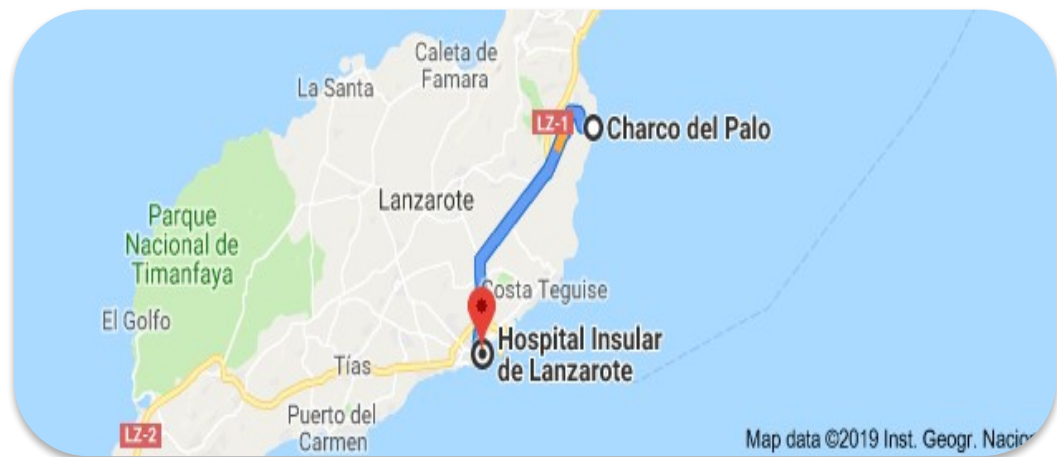 Caleta de
Famara
La Santa
LZ-1
Charco del Palo
Lanzarote
Parque
Nacional de
Timanfaya
Costa Teguise
El Golfo
Hospital Insular
de Lanzarote
Tías
Puerto del
Carmen
LZ-2
Map data ©2019 Inst. Geogr. Nacion